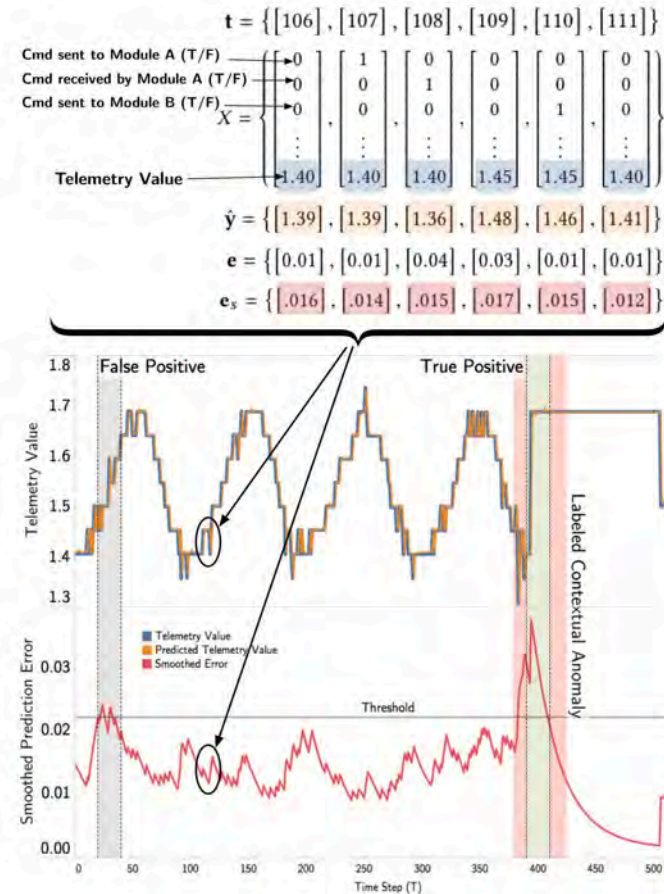 t = {[106] , [107] , [108] , [109] , [110] , [111]}
Cmd sent to Module A (T/F) 0 1 0 0 0 0
Cmd received by Module A (T/F) 0 0 1 0 0 0
Cmd sent to Module B (T/F) 0 0 0 0 1 0
X = { , , , , , }
⋮ ⋮ ⋮ ⋮ ⋮ ⋮
Telemetry Value 1.40 1.40 1.40 1.45 1.45 1.40
ŷ = {[1.39] , [1.39] , [1.36] , [1.48] , [1.46] , [1.41]}
e = {[0.01] , [0.01] , [0.04] , [0.03] , [0.01] , [0.01]}
eₛ = {[.016] , [.014] , [.015] , [.017] , [.015] , [.012]}
1.8
False Positive
True Positive
1.7
1.6
1.5
1.4
1.3
Telemetry Value
Labeled Contextual Anomaly
Telemetry Value
Predicted Telemetry Value
Smoothed Error
Smoothed Prediction Error
0.03
Threshold
0.02
0.01
0.00
0 50 100 150 200 250 300 350 400 450 500
Time Step (T)